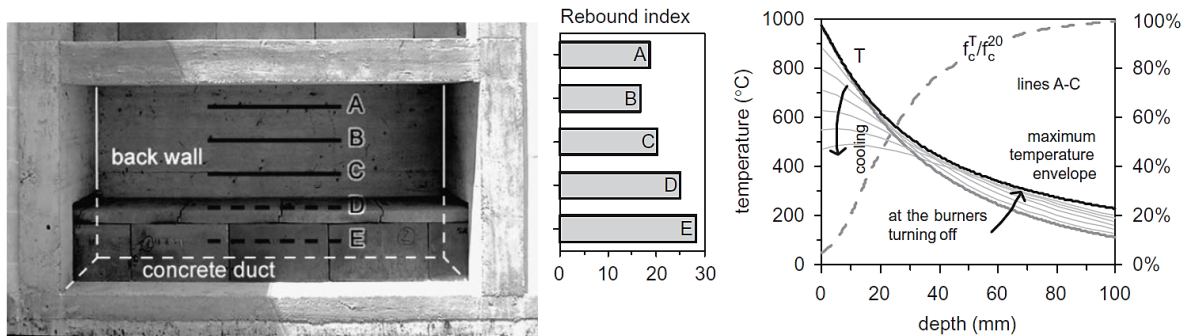 A
B
back wall
C
D
E
concrete duct
Rebound index
A
B
C
D
E
0 10 20 30
1000
800
600
400
200
0
temperature (°C)
T
f_c^T/f_c^20
lines A-C
cooling
maximum
temperature
envelope
at the burners
turning off
100%
80%
60%
40%
20%
0%
0 20 40 60 80 100
depth (mm)